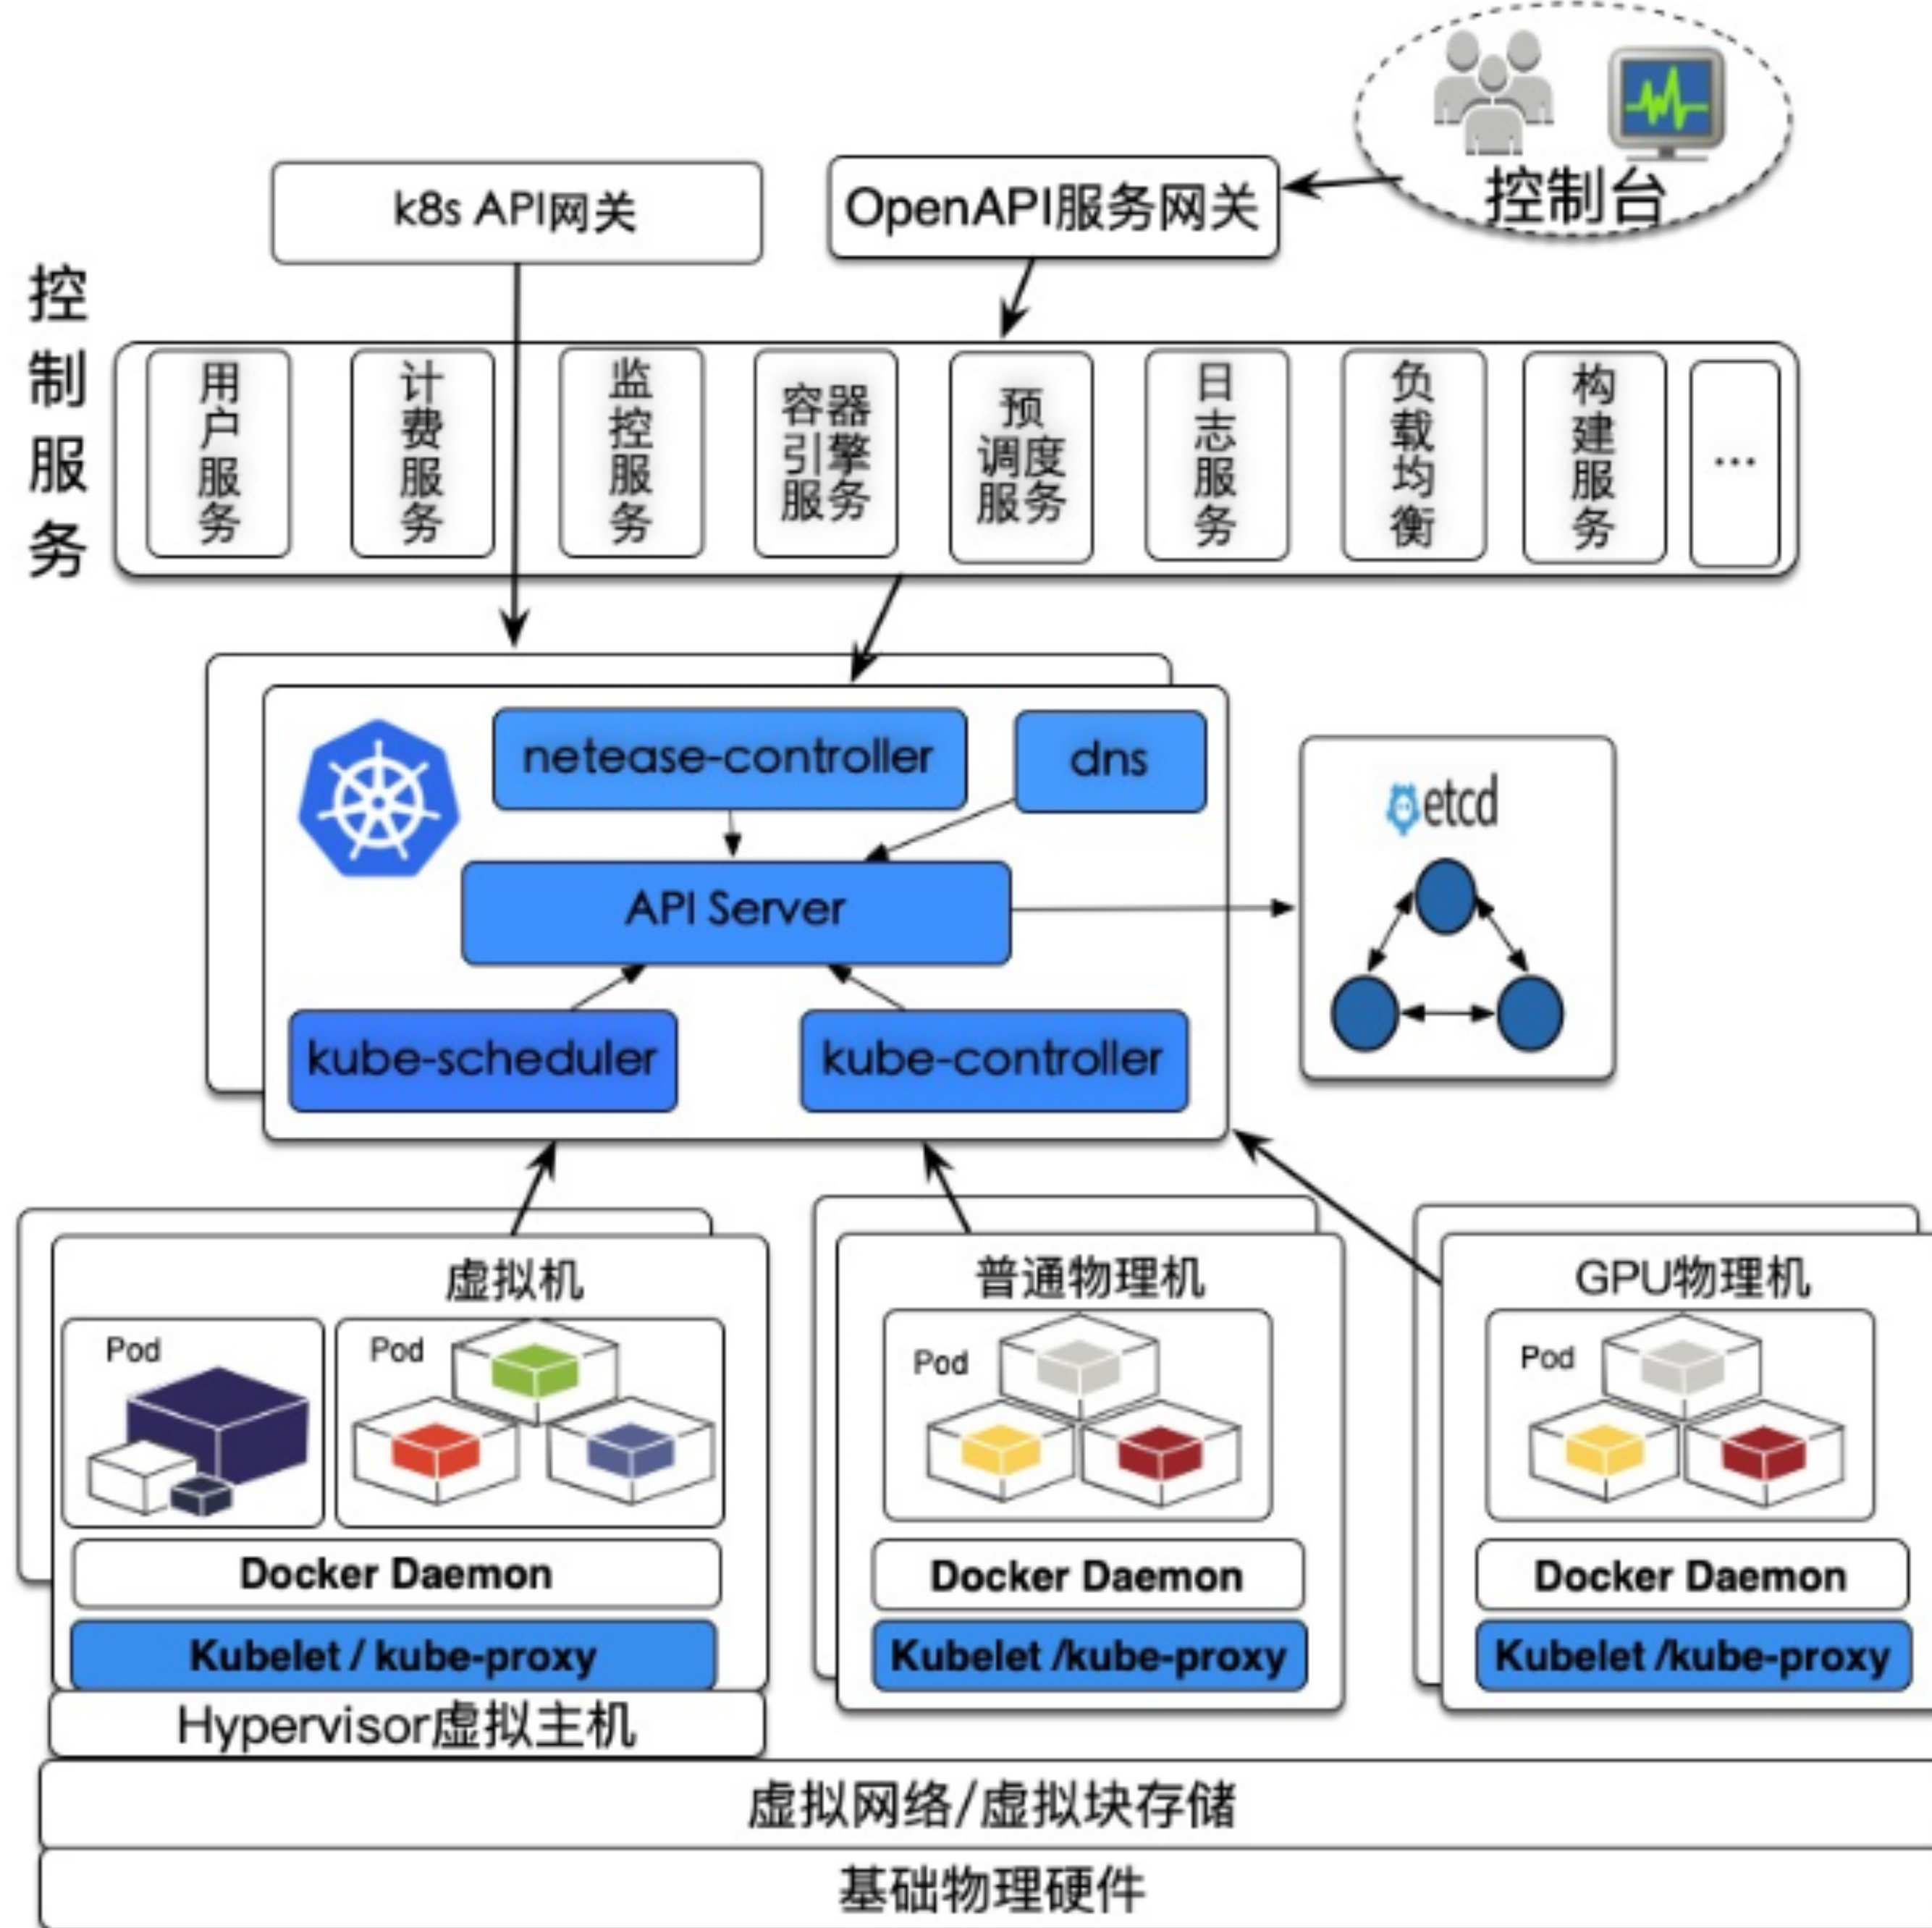 控制台
k8s API网关
OpenAPI服务网关
控制服务
用户服务
计费服务
监控服务
容器引擎服务
预调度服务
日志服务
负载均衡
构建服务
...
netease-controller
dns
etcd
API Server
kube-scheduler
kube-controller
虚拟机
Pod
Pod
Docker Daemon
Kubelet / kube-proxy
Hypervisor虚拟主机
普通物理机
Pod
Docker Daemon
Kubelet /kube-proxy
GPU物理机
Pod
Docker Daemon
Kubelet /kube-proxy
虚拟网络/虚拟块存储
基础物理硬件